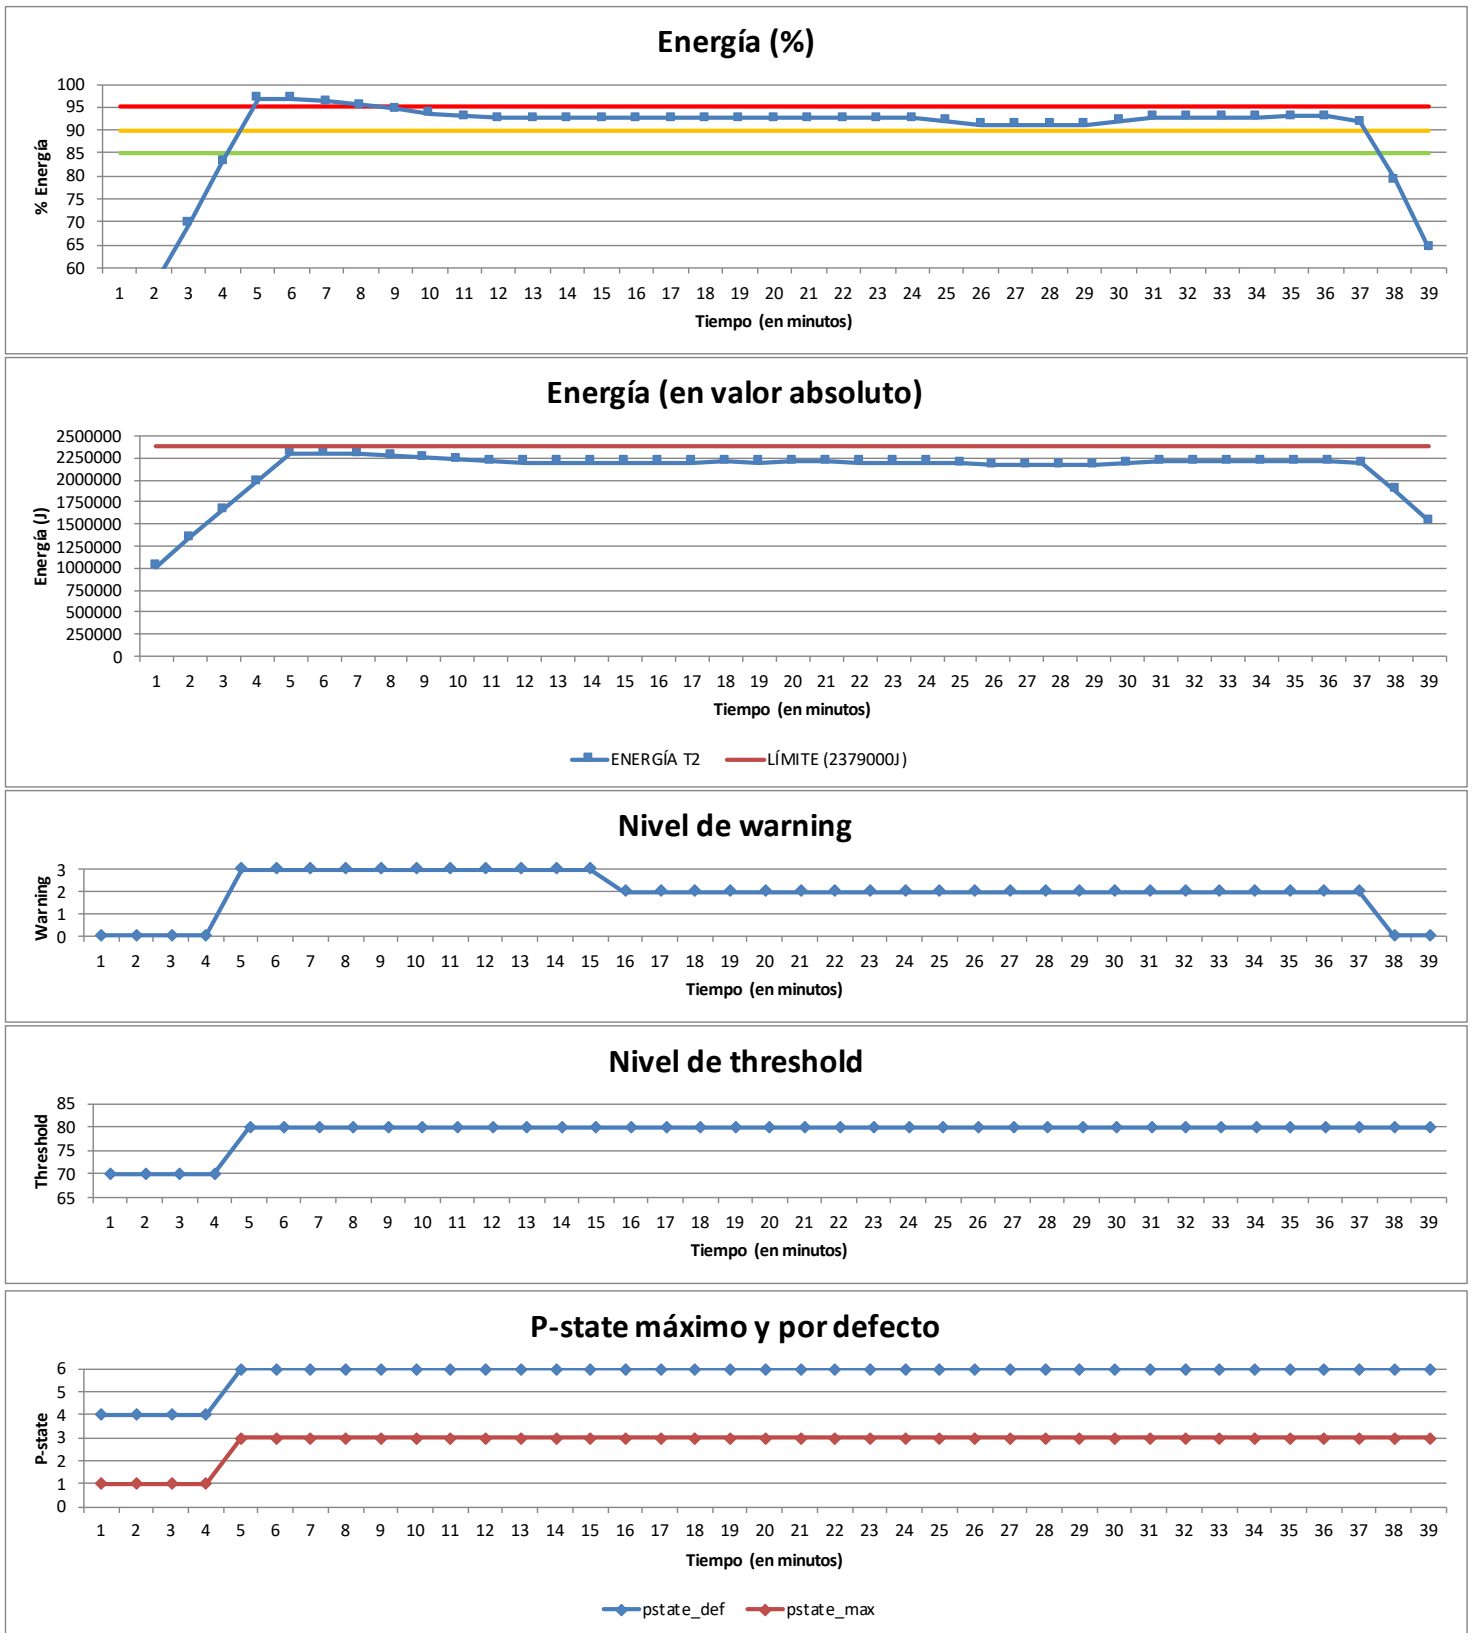 Energía (%)
100
95
90
85
80
75
70
65
60
% Energía
1 2 3 4 5 6 7 8 9 10 11 12 13 14 15 16 17 18 19 20 21 22 23 24 25 26 27 28 29 30 31 32 33 34 35 36 37 38 39
Tiempo (en minutos)
Energía (en valor absoluto)
2500000
2250000
2000000
1750000
1500000
1250000
1000000
750000
500000
250000
0
Energía (J)
1 2 3 4 5 6 7 8 9 10 11 12 13 14 15 16 17 18 19 20 21 22 23 24 25 26 27 28 29 30 31 32 33 34 35 36 37 38 39
Tiempo (en minutos)
ENERGÍA T2 LÍMITE (2379000J)
Nivel de warning
3
2
1
0
Warning
1 2 3 4 5 6 7 8 9 10 11 12 13 14 15 16 17 18 19 20 21 22 23 24 25 26 27 28 29 30 31 32 33 34 35 36 37 38 39
Tiempo (en minutos)
Nivel de threshold
85
80
75
70
65
Threshold
1 2 3 4 5 6 7 8 9 10 11 12 13 14 15 16 17 18 19 20 21 22 23 24 25 26 27 28 29 30 31 32 33 34 35 36 37 38 39
Tiempo (en minutos)
P-state máximo y por defecto
6
5
4
3
2
1
0
P-state
1 2 3 4 5 6 7 8 9 10 11 12 13 14 15 16 17 18 19 20 21 22 23 24 25 26 27 28 29 30 31 32 33 34 35 36 37 38 39
Tiempo (en minutos)
pstate_def pstate_max